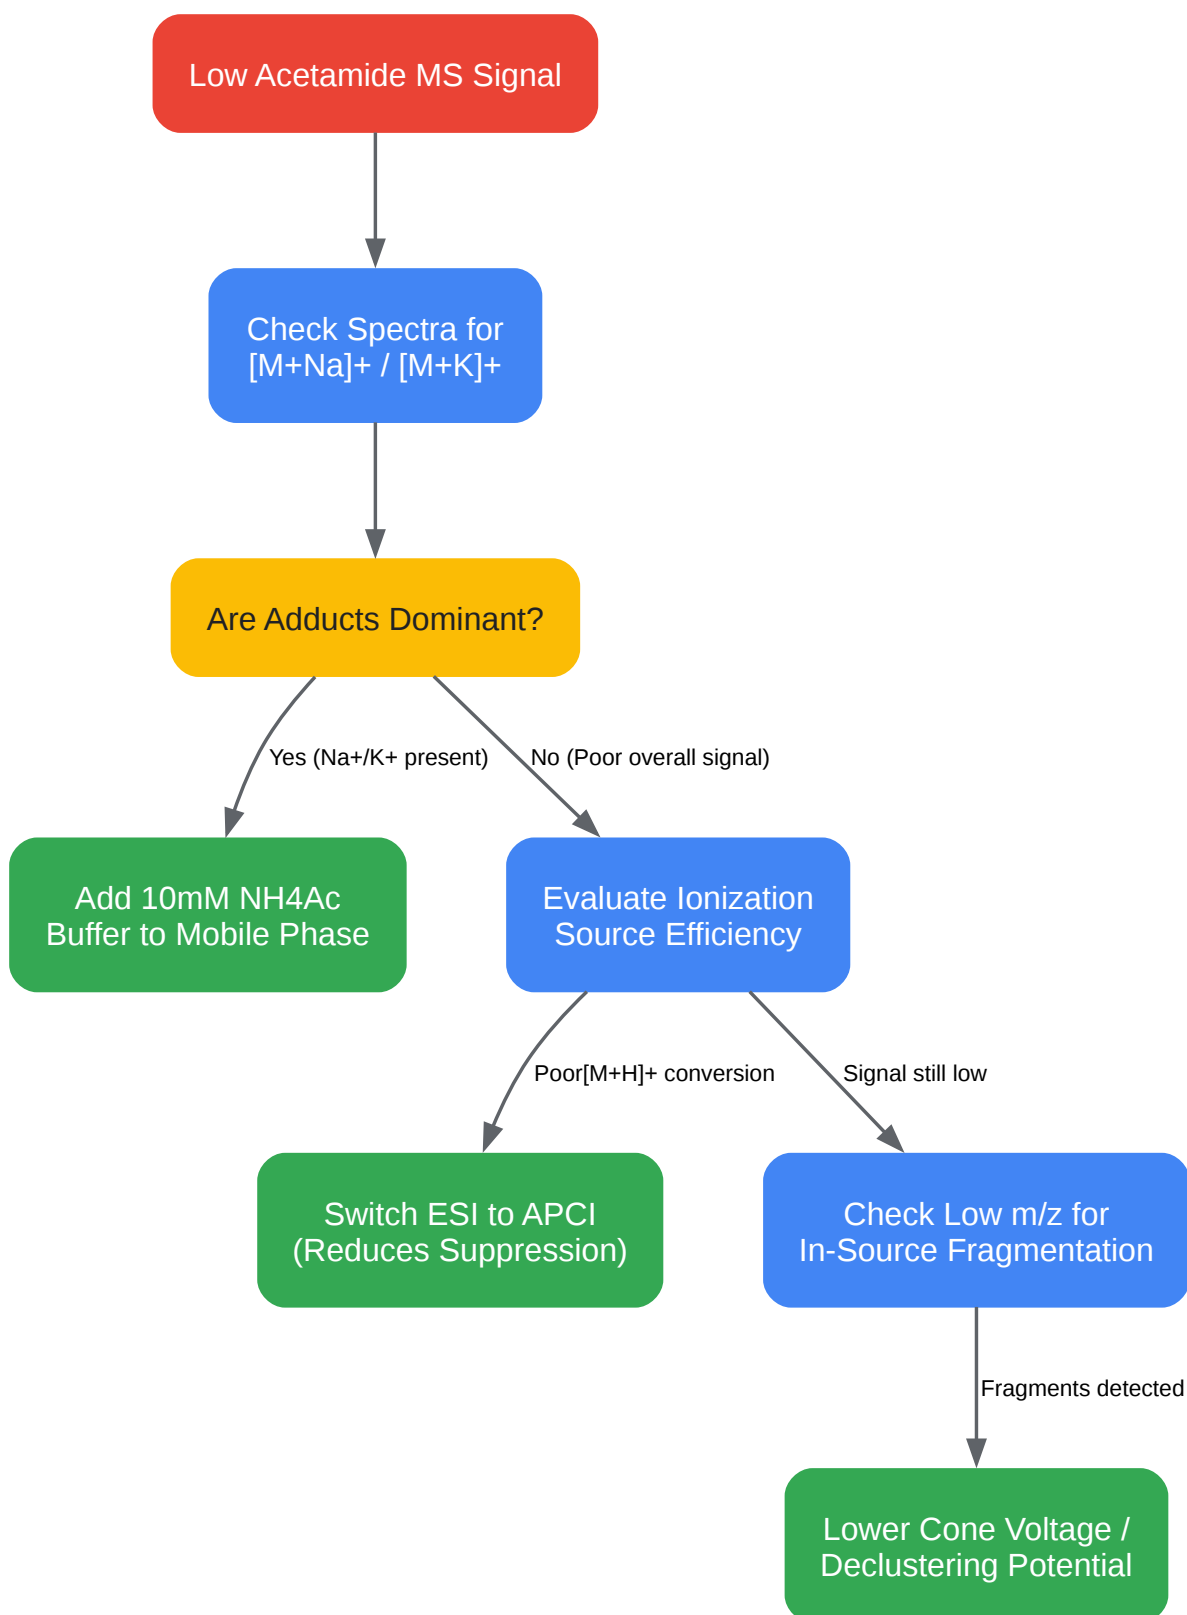 Low Acetamide MS Signal
Check Spectra for
[M+Na]+ / [M+K]+
Are Adducts Dominant?
Yes (Na+/K+ present)
No (Poor overall signal)
Add 10mM NH4Ac
Buffer to Mobile Phase
Evaluate Ionization
Source Efficiency
Poor[M+H]+ conversion
Signal still low
Switch ESI to APCI
(Reduces Suppression)
Check Low m/z for
In-Source Fragmentation
Fragments detected
Lower Cone Voltage /
Declustering Potential